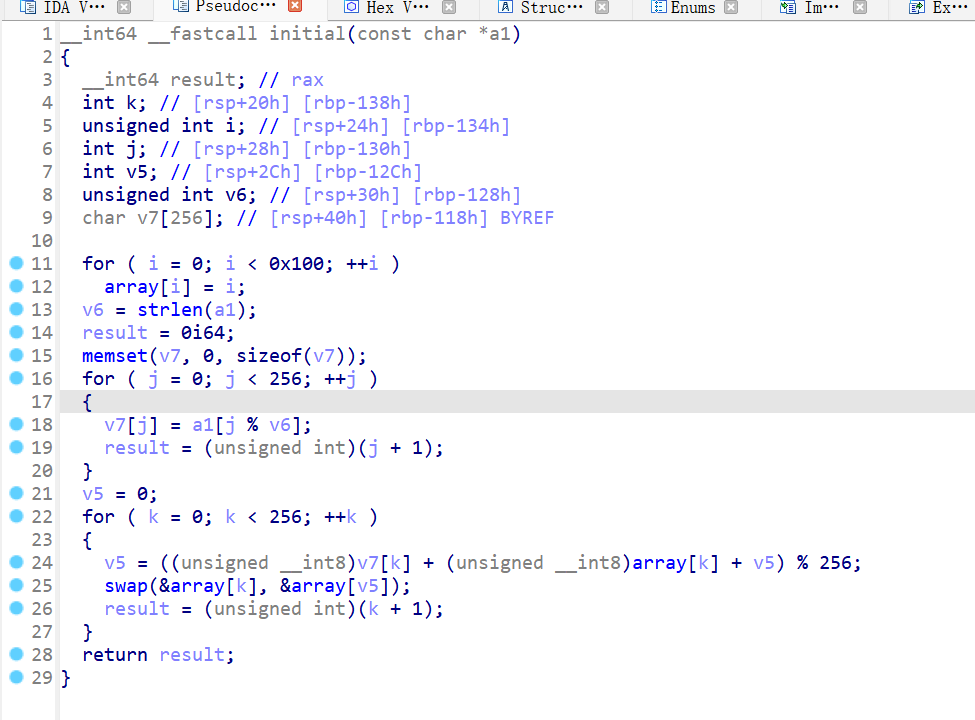 IDA V··· Pseudoc··· Hex V··· Struc··· Enums Im··· Ex···
1 __int64 __fastcall initial(const char *a1)
2 {
3 __int64 result; // rax
4 int k; // [rsp+20h] [rbp-138h]
5 unsigned int i; // [rsp+24h] [rbp-134h]
6 int j; // [rsp+28h] [rbp-130h]
7 int v5; // [rsp+2Ch] [rbp-12Ch]
8 unsigned int v6; // [rsp+30h] [rbp-128h]
9 char v7[256]; // [rsp+40h] [rbp-118h] BYREF
10
11 for ( i = 0; i < 0x100; ++i )
12 array[i] = i;
13 v6 = strlen(a1);
14 result = 0i64;
15 memset(v7, 0, sizeof(v7));
16 for ( j = 0; j < 256; ++j )
17 {
18 v7[j] = a1[j % v6];
19 result = (unsigned int)(j + 1);
20 }
21 v5 = 0;
22 for ( k = 0; k < 256; ++k )
23 {
24 v5 = ((unsigned __int8)v7[k] + (unsigned __int8)array[k] + v5) % 256;
25 swap(&array[k], &array[v5]);
26 result = (unsigned int)(k + 1);
27 }
28 return result;
29 }